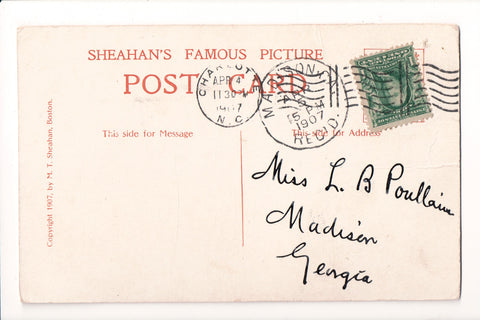 SHEAHAN'S FAMOUS PICTURE
POST CARD
CHARLOTTE
APR 4
1130
1907
N.C.
MADISON
1907
REC'D.
This side for Message
This side for Address
Copyright 1907, by M. T. Sheahan, Boston.
Miss L. B Poullain
Madison
Georgia